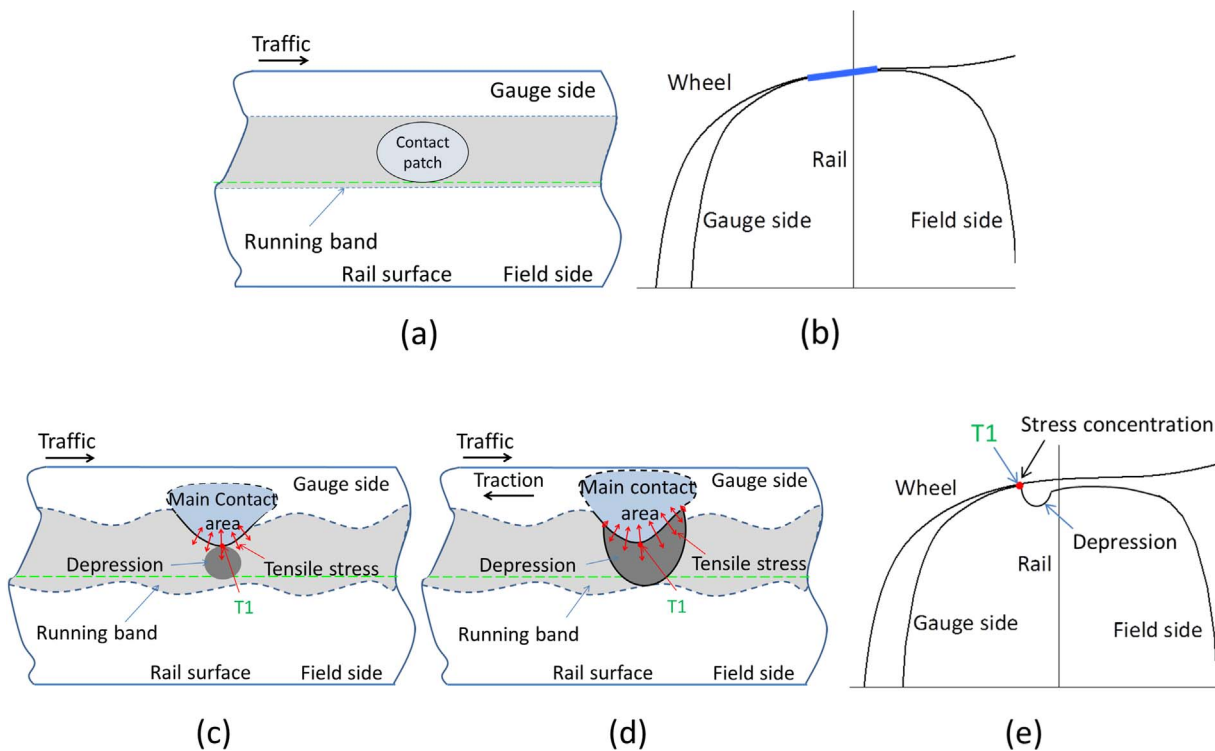 Traffic
Gauge side
Contact
patch
Running band
Rail surface
Field side
(a)
Wheel
Rail
Gauge side
Field side
(b)
Traffic
Gauge side
Main Contact
area
Depression
Tensile stress
T1
Running band
Rail surface
Field side
(c)
Traffic
Traction
Gauge side
Main contact
area
Depression
Tensile stress
T1
Running band
Rail surface
Field side
(d)
Stress concentration
T1
Wheel
Depression
Rail
Gauge side
Field side
(e)